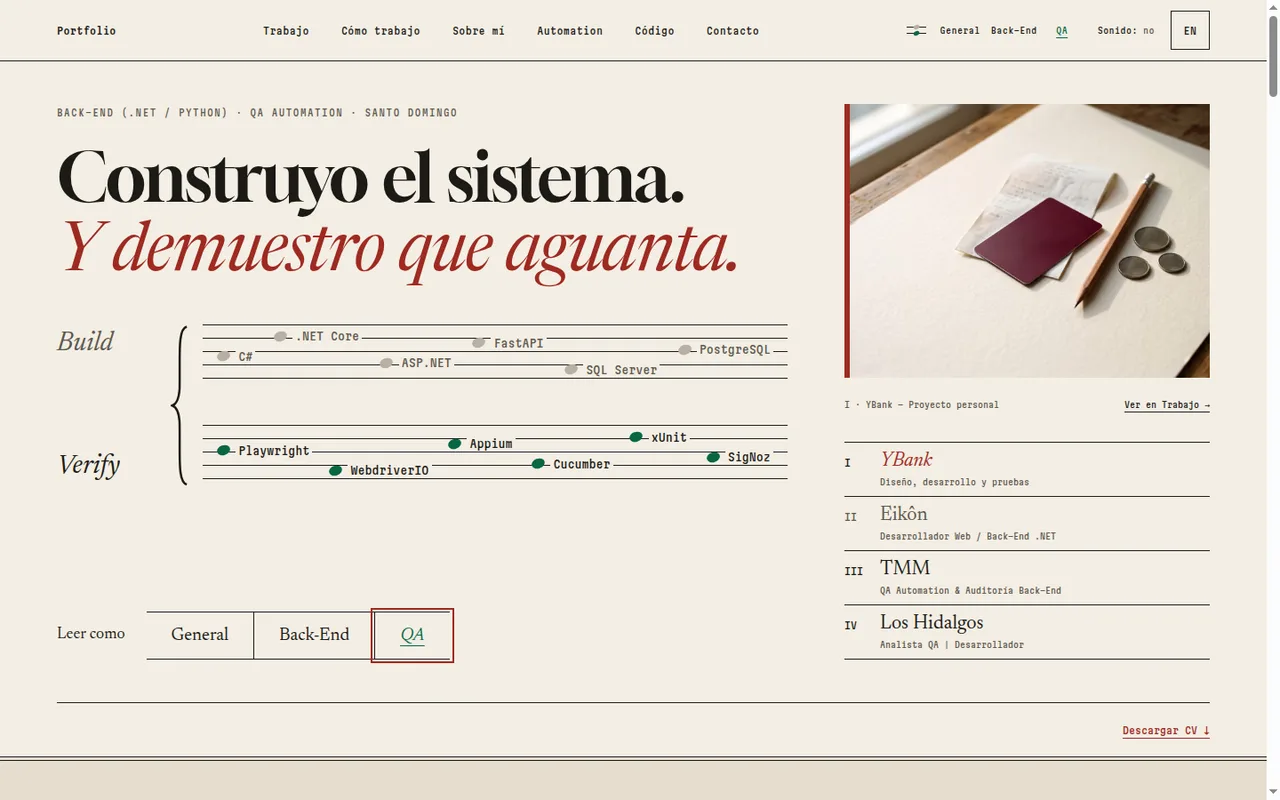 Portfolio
Trabajo
Cómo trabajo
Sobre mí
Automation
Código
Contacto
General
Back-End
QA
Sonido: no
EN
BACK-END (.NET / PYTHON) · QA AUTOMATION · SANTO DOMINGO
Construyo el sistema.
Y demuestro que aguanta.
Build
C#
.NET Core
ASP.NET
FastAPI
SQL Server
PostgreSQL
Verify
Playwright
WebdriverIO
Appium
Cucumber
xUnit
SigNoz
Leer como
General
Back-End
QA
I · YBank — Proyecto personal
Ver en Trabajo →
I
YBank
Diseño, desarrollo y pruebas
II
Eikôn
Desarrollador Web / Back-End .NET
III
TMM
QA Automation & Auditoría Back-End
IV
Los Hidalgos
Analista QA | Desarrollador
Descargar CV ↓